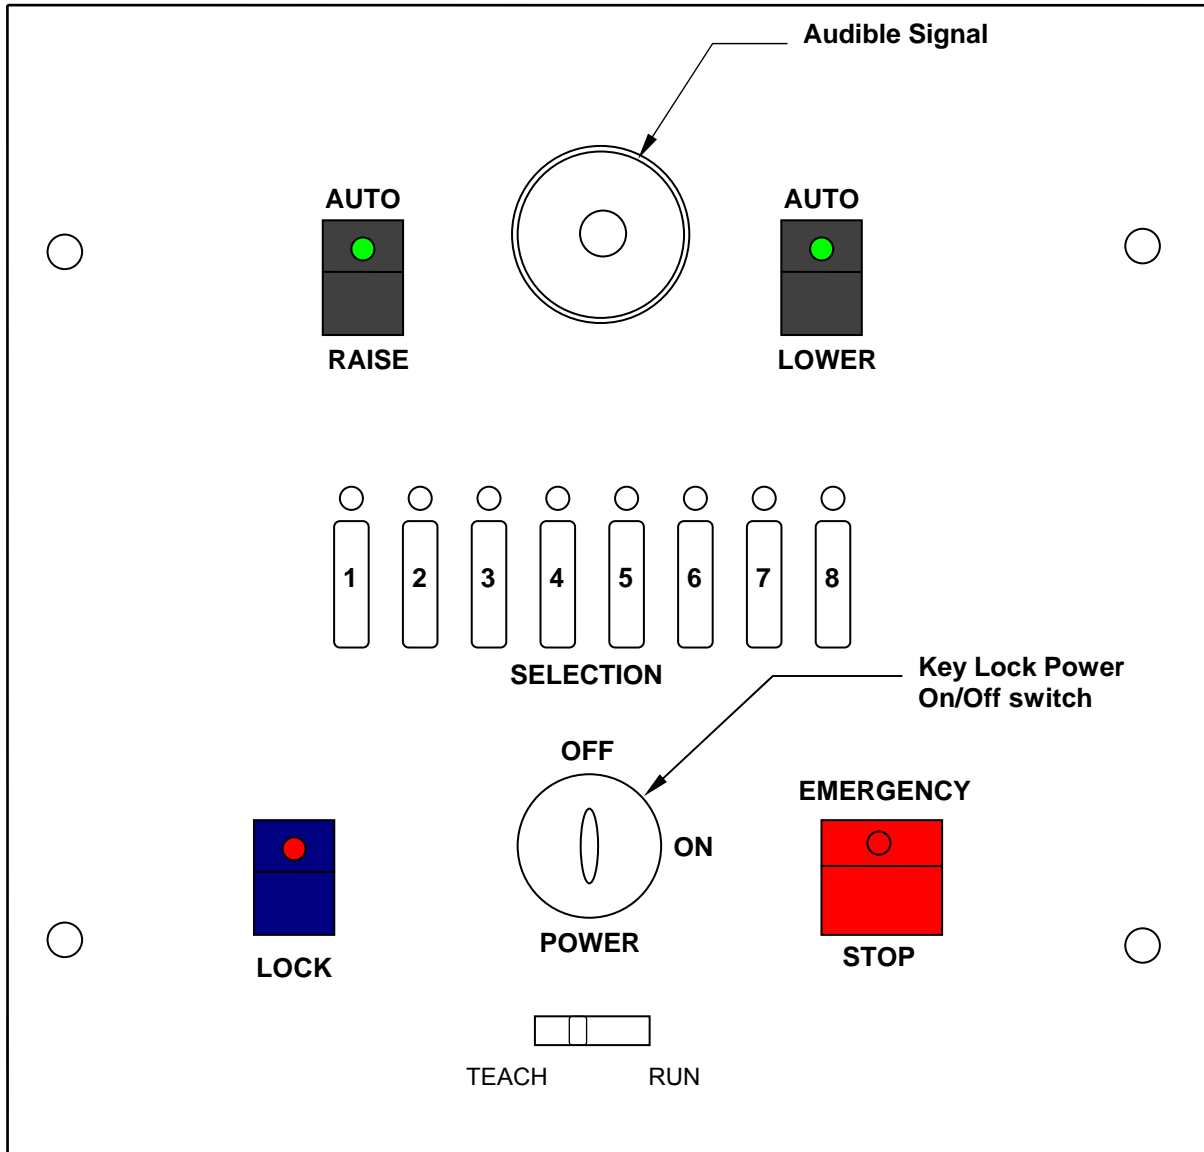 Audible Signal
AUTO
AUTO
RAISE
LOWER
1 2 3 4 5 6 7 8
SELECTION
Key Lock Power
On/Off switch
OFF
EMERGENCY
ON
LOCK
POWER
STOP
TEACH
RUN